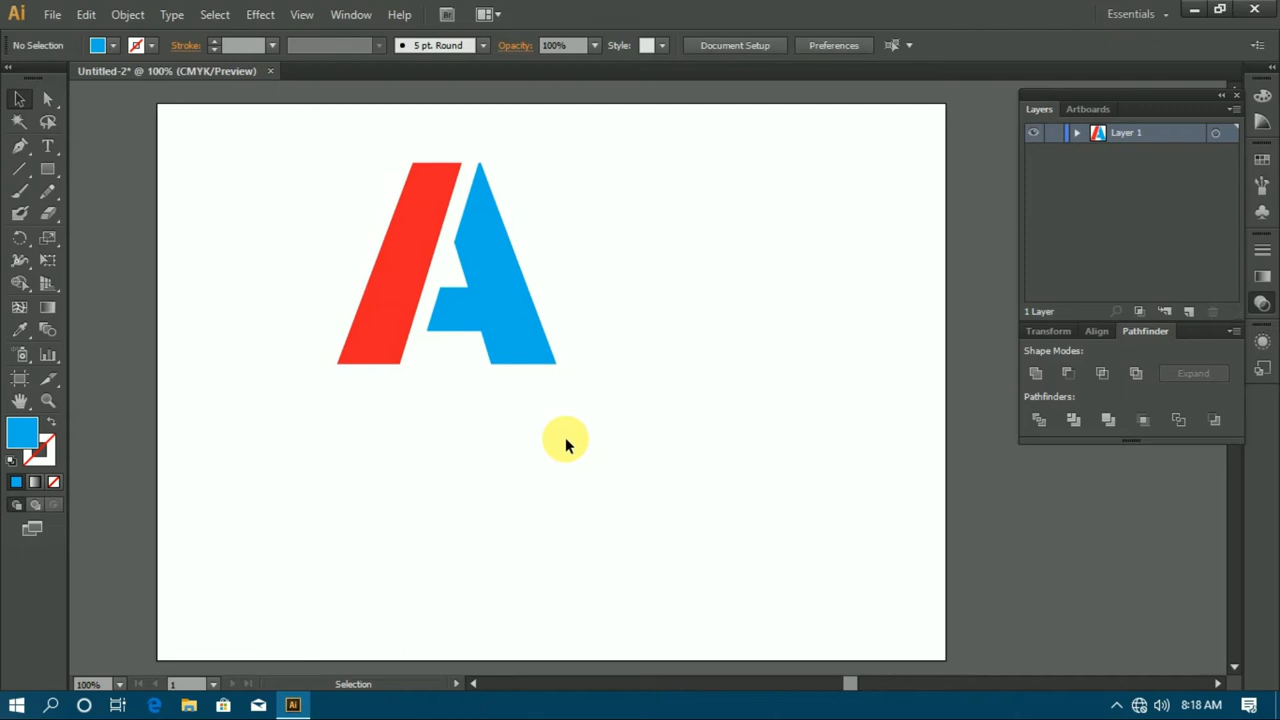 Ai File Edit Object Type Select Effect View Window Help Br Essentials
No Selection Stroke: 5 pt. Round Opacity: 100% Style: Document Setup Preferences
Untitled-2* @ 100% (CMYK/Preview)
Layers Artboards
Layer 1
A
1 Layer
Transform Align Pathfinder
Shape Modes:
Expand
Pathfinders:
100% 1 Selection
Ai 8:18 AM